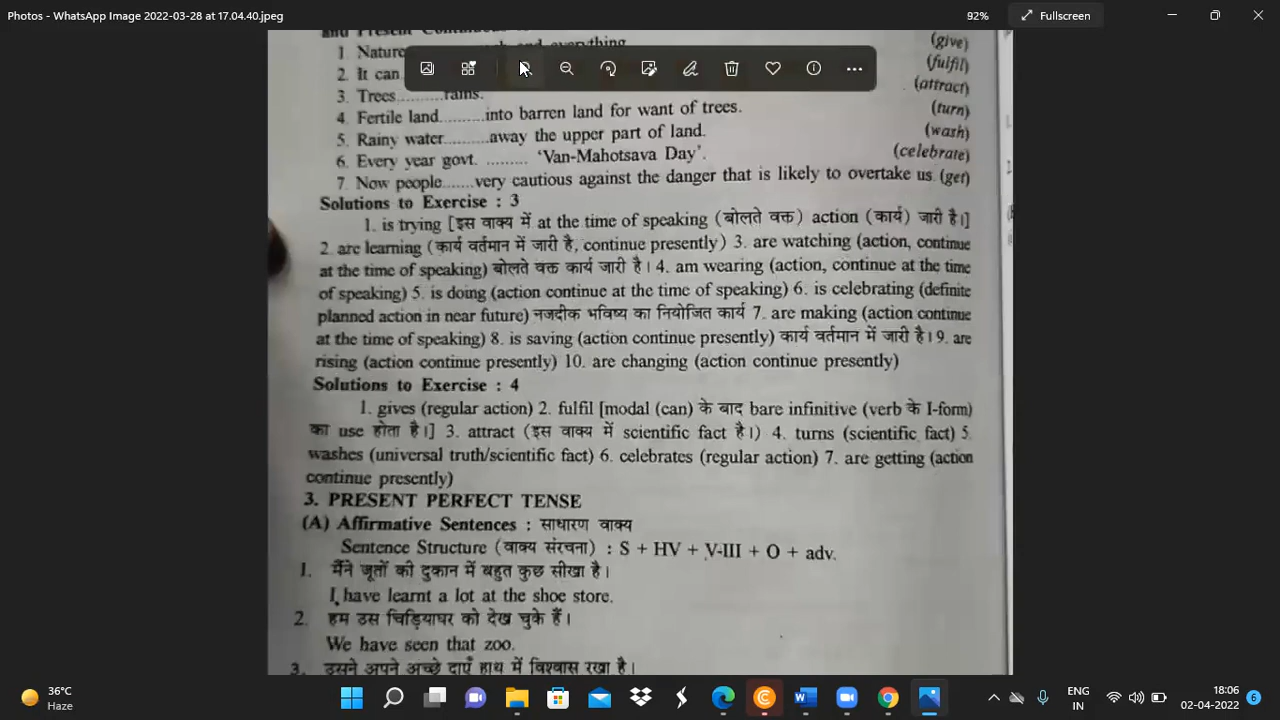 Photos - WhatsApp Image 2022-03-28 at 17.04.40.jpeg
92%
Fullscreen
1 Nature
everything
(give)
2. It can
(fulfil)
3. Trees..........rains.
(attract)
4. Fertile land..........into barren land for want of trees.
(turn)
5. Rainy water..........away the upper part of land.
(wash)
6. Every year govt. ......... ‘Van-Mahotsava Day’.
(celebrate)
7. Now people.......very cautious against the danger that is likely to overtake us. (get)
Solutions to Exercise : 3
1. is trying [इस वाक्य में at the time of speaking (बोलते वक्त) action (कार्य) जारी है।]
2. are learning (कार्य वर्तमान में जारी है, continue presently) 3. are watching (action, continue
at the time of speaking) बोलते वक्त कार्य जारी है। 4. am wearing (action, continue at the time
of speaking) 5. is doing (action continue at the time of speaking) 6. is celebrating (definite
planned action in near future) नजदीक भविष्य का नियोजित कार्य 7. are making (action continue
at the time of speaking) 8. is saving (action continue presently) कार्य वर्तमान में जारी है। 9. are
rising (action continue presently) 10. are changing (action continue presently)
Solutions to Exercise : 4
1. gives (regular action) 2. fulfil [modal (can) के बाद bare infinitive (verb के I-form)
का use होता है।] 3. attract (इस वाक्य में scientific fact है।) 4. turns (scientific fact) 5.
washes (universal truth/scientific fact) 6. celebrates (regular action) 7. are getting (action
continue presently)
3. PRESENT PERFECT TENSE
(A) Affirmative Sentences : साधारण वाक्य
Sentence Structure (वाक्य संरचना) : S + HV + V-III + O + adv.
1. मैंने जूतों की दुकान में बहुत कुछ सीखा है।
I have learnt a lot at the shoe store.
2. हम उस चिड़ियाघर को देख चुके हैं।
We have seen that zoo.
3. उसने अपने अच्छे दाएँ हाथ में विश्वास रखा है।
36°C
Haze
ENG
IN
18:06
02-04-2022
6